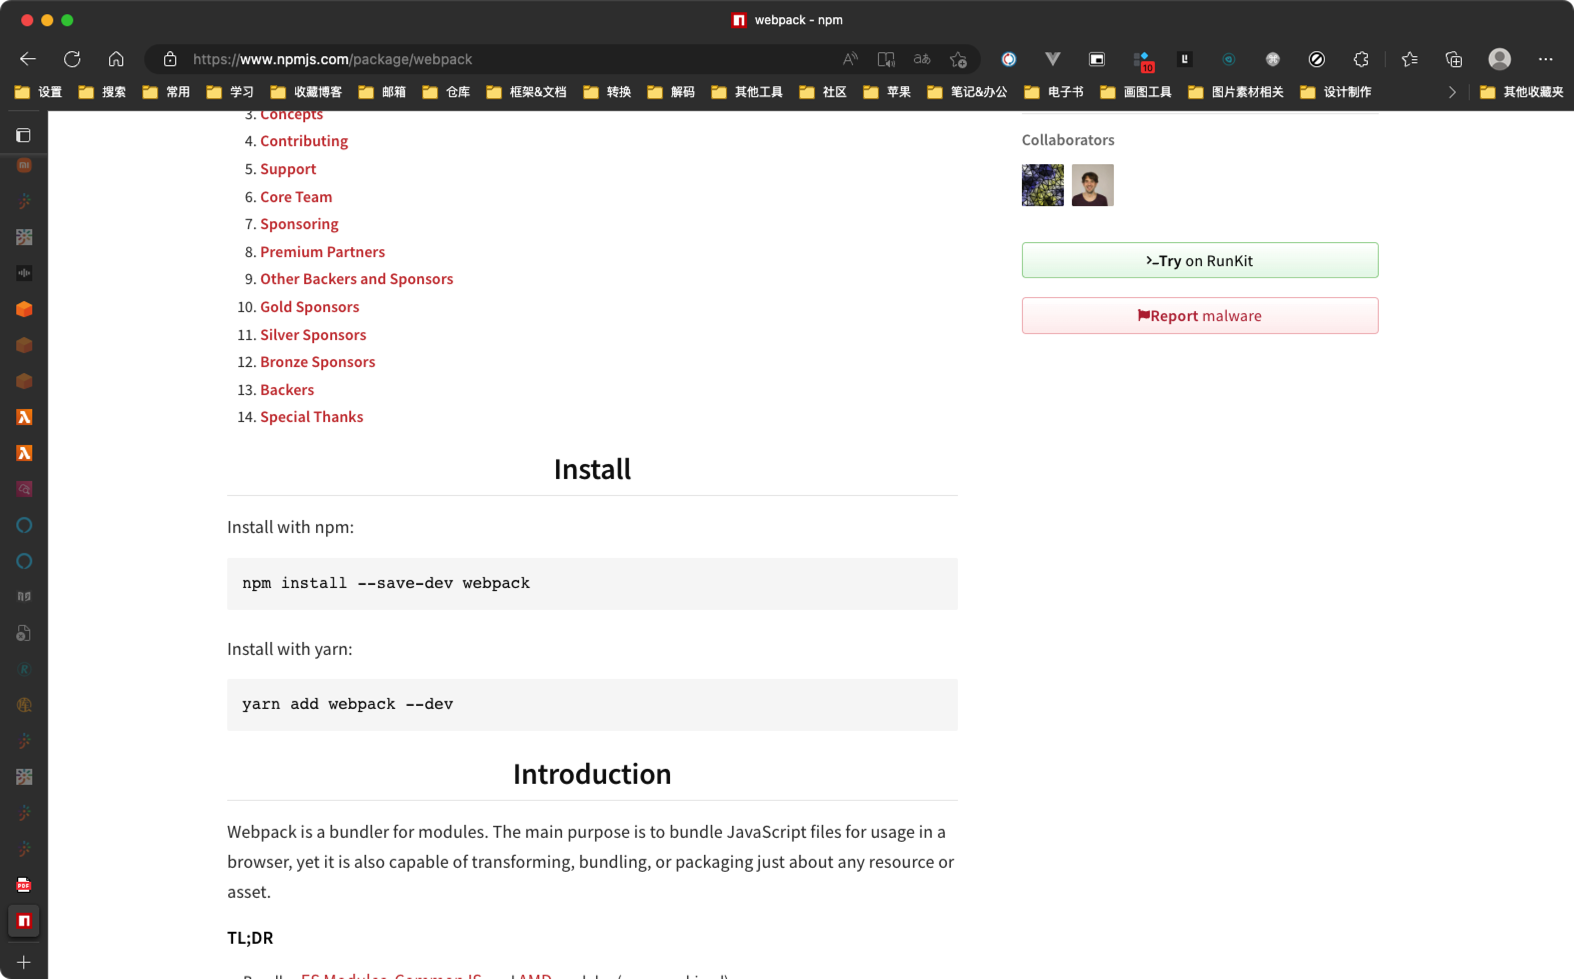 webpack - npm
https://www.npmjs.com/package/webpack
10
设置 搜索 常用 学习 收藏博客 邮箱 仓库 框架&文档 转换 解码 其他工具 社区 苹果 笔记&办公 电子书 画图工具 图片素材相关 设计制作 其他收藏夹
3. Concepts
4. Contributing
5. Support
6. Core Team
7. Sponsoring
8. Premium Partners
9. Other Backers and Sponsors
10. Gold Sponsors
11. Silver Sponsors
12. Bronze Sponsors
13. Backers
14. Special Thanks
Install
Install with npm:
npm install --save-dev webpack
Install with yarn:
yarn add webpack --dev
Introduction
Webpack is a bundler for modules. The main purpose is to bundle JavaScript files for usage in a
browser, yet it is also capable of transforming, bundling, or packaging just about any resource or
asset.
TL;DR
Collaborators
>-Try on RunKit
Report malware
PDF